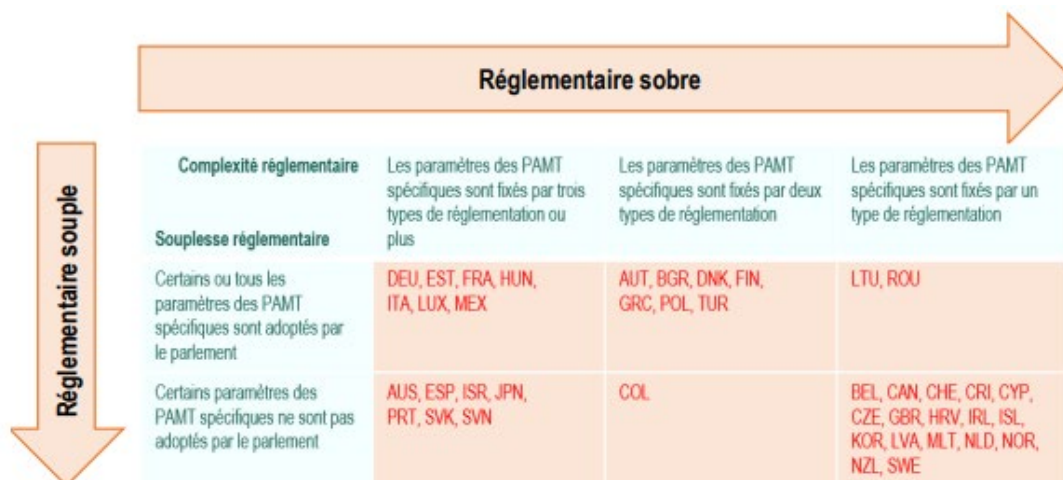 Réglementaire sobre
Réglementaire souple
Complexité réglementaire
Souplesse réglementaire
Les paramètres des PAMT
spécifiques sont fixés par trois
types de réglementation ou
plus
Les paramètres des PAMT
spécifiques sont fixés par deux
types de réglementation
Les paramètres des PAMT
spécifiques sont fixés par un
type de réglementation
Certains ou tous les
paramètres des PAMT
spécifiques sont adoptés par
le parlement
DEU, EST, FRA, HUN,
ITA, LUX, MEX
AUT, BGR, DNK, FIN,
GRC, POL, TUR
LTU, ROU
Certains paramètres des
PAMT spécifiques ne sont pas
adoptés par le parlement
AUS, ESP, ISR, JPN,
PRT, SVK, SVN
COL
BEL, CAN, CHE, CRI, CYP,
CZE, GBR, HRV, IRL, ISL,
KOR, LVA, MLT, NLD, NOR,
NZL, SWE